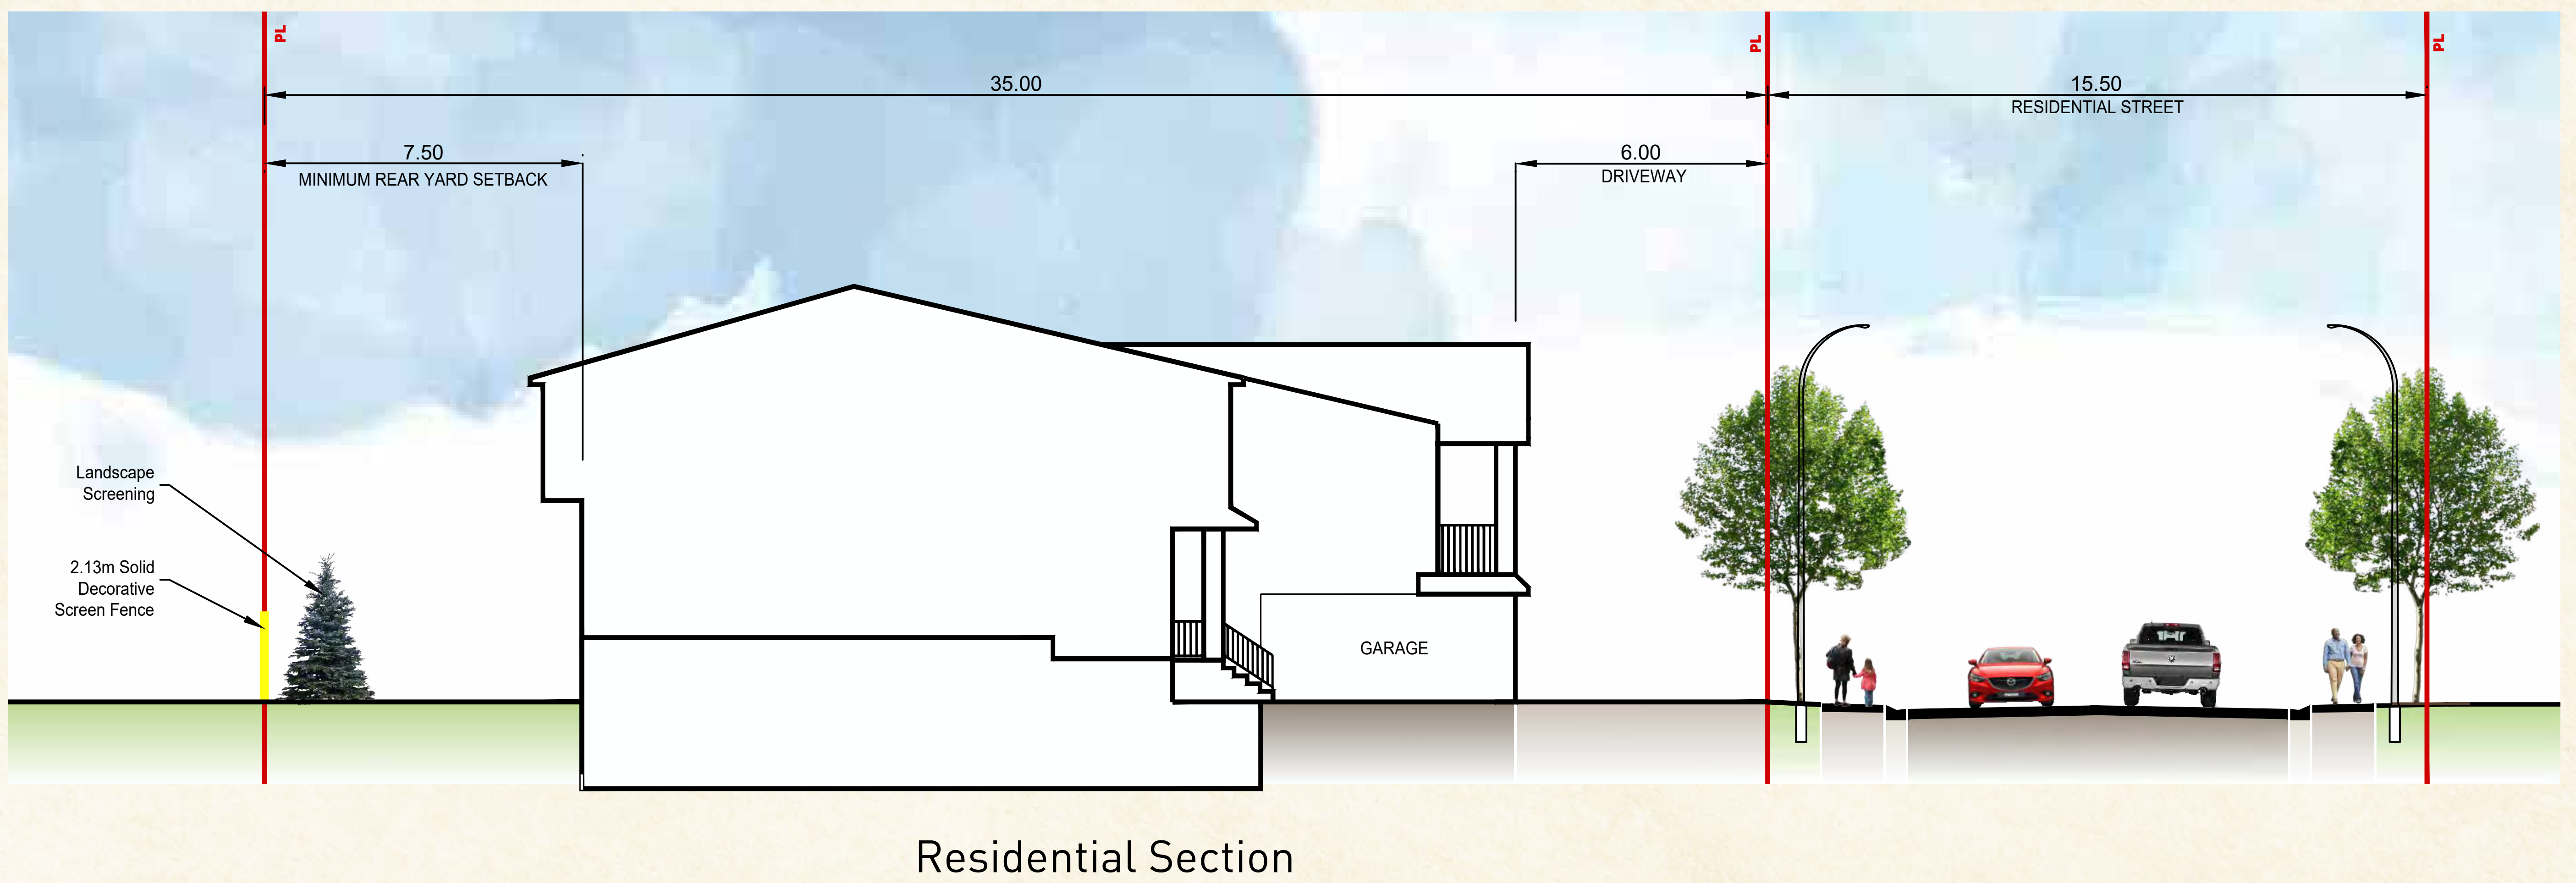 PL
PL
PL
35.00
15.50
RESIDENTIAL STREET
7.50
MINIMUM REAR YARD SETBACK
6.00
DRIVEWAY
Landscape
Screening
2.13m Solid
Decorative
Screen Fence
GARAGE
Residential Section